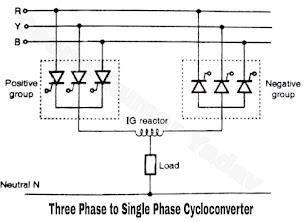 R
Y
B
Positive
group
Negative
group
IG reactor
Load
Neutral N
Three Phase to Single Phase Cycloconverter